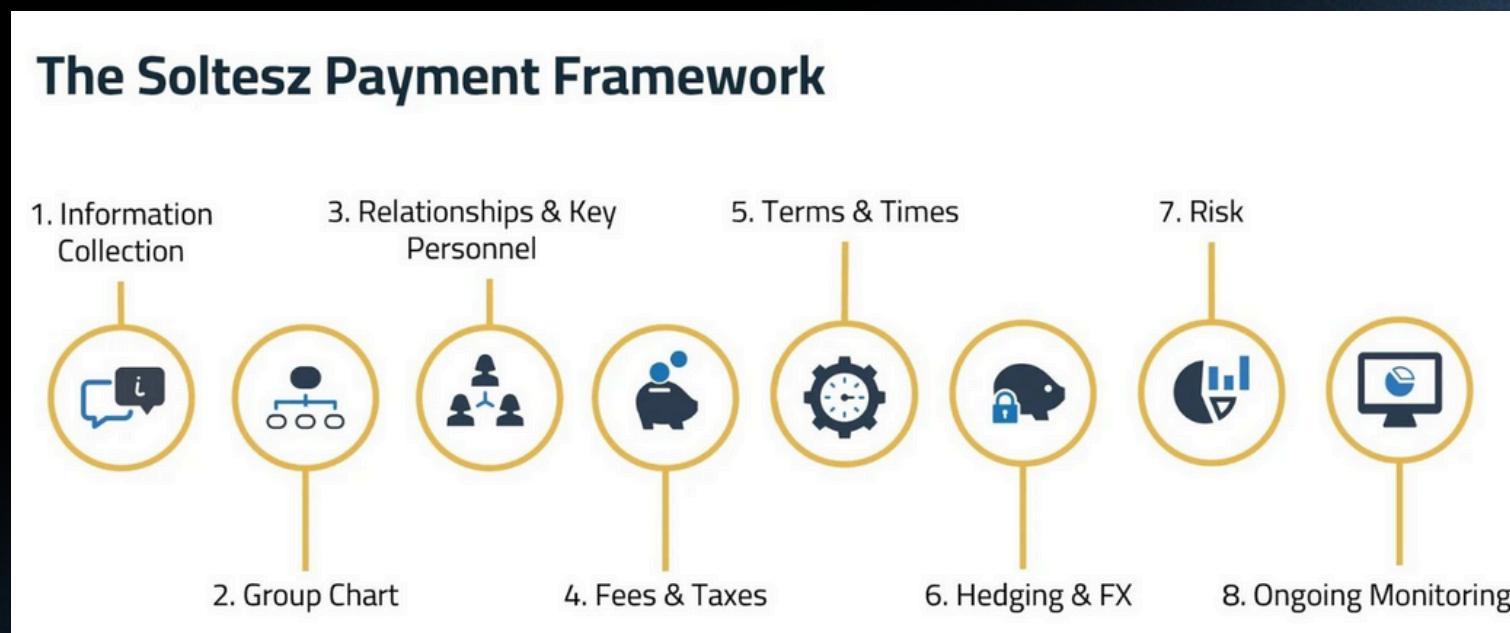 The Soltesz Payment Framework
1. Information
Collection
2. Group Chart
3. Relationships & Key
Personnel
4. Fees & Taxes
5. Terms & Times
6. Hedging & FX
7. Risk
8. Ongoing Monitoring
i